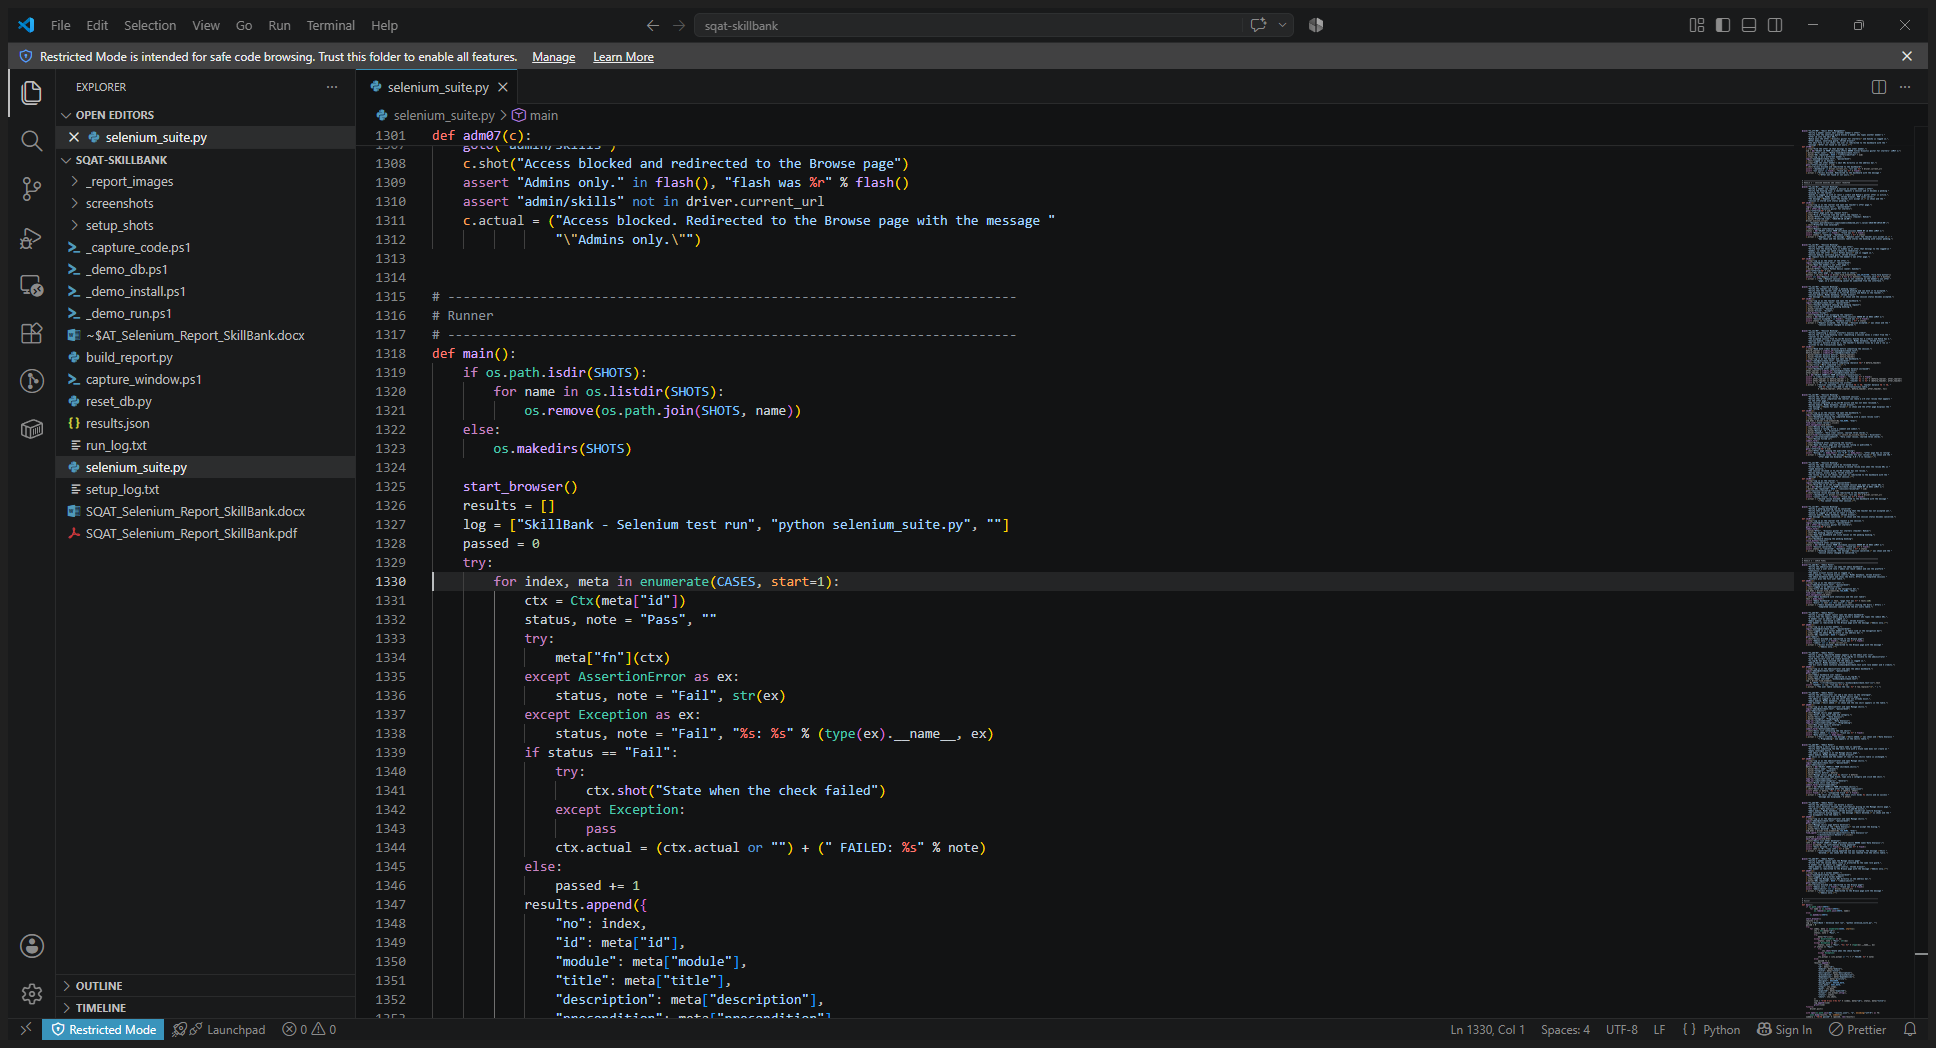 File Edit Selection View Go Run Terminal Help
sqat-skillbank
Restricted Mode is intended for safe code browsing. Trust this folder to enable all features. Manage Learn More
EXPLORER
OPEN EDITORS
selenium_suite.py
SQAT-SKILLBANK
_report_images
screenshots
setup_shots
_capture_code.ps1
_demo_db.ps1
_demo_install.ps1
_demo_run.ps1
~$AT_Selenium_Report_SkillBank.docx
build_report.py
capture_window.ps1
reset_db.py
results.json
run_log.txt
selenium_suite.py
setup_log.txt
SQAT_Selenium_Report_SkillBank.docx
SQAT_Selenium_Report_SkillBank.pdf
OUTLINE
TIMELINE
selenium_suite.py
selenium_suite.py > main
1301 def adm07(c):
1307 goto("admin/skills")
1308 c.shot("Access blocked and redirected to the Browse page")
1309 assert "Admins only." in flash(), "flash was %r" % flash()
1310 assert "admin/skills" not in driver.current_url
1311 c.actual = ("Access blocked. Redirected to the Browse page with the message "
1312 "\"Admins only.\"")
1313
1314
1315 # --------------------------------------------------------------------------
1316 # Runner
1317 # --------------------------------------------------------------------------
1318 def main():
1319 if os.path.isdir(SHOTS):
1320 for name in os.listdir(SHOTS):
1321 os.remove(os.path.join(SHOTS, name))
1322 else:
1323 os.makedirs(SHOTS)
1324
1325 start_browser()
1326 results = []
1327 log = ["SkillBank - Selenium test run", "python selenium_suite.py", ""]
1328 passed = 0
1329 try:
1330 for index, meta in enumerate(CASES, start=1):
1331 ctx = Ctx(meta["id"])
1332 status, note = "Pass", ""
1333 try:
1334 meta["fn"](ctx)
1335 except AssertionError as ex:
1336 status, note = "Fail", str(ex)
1337 except Exception as ex:
1338 status, note = "Fail", "%s: %s" % (type(ex).__name__, ex)
1339 if status == "Fail":
1340 try:
1341 ctx.shot("State when the check failed")
1342 except Exception:
1343 pass
1344 ctx.actual = (ctx.actual or "") + (" FAILED: %s" % note)
1345 else:
1346 passed += 1
1347 results.append({
1348 "no": index,
1349 "id": meta["id"],
1350 "module": meta["module"],
1351 "title": meta["title"],
1352 "description": meta["description"],
1353 "precondition": meta["precondition"]
Restricted Mode Launchpad 0 0 Ln 1330, Col 1 Spaces: 4 UTF-8 LF { } Python Sign In Prettier